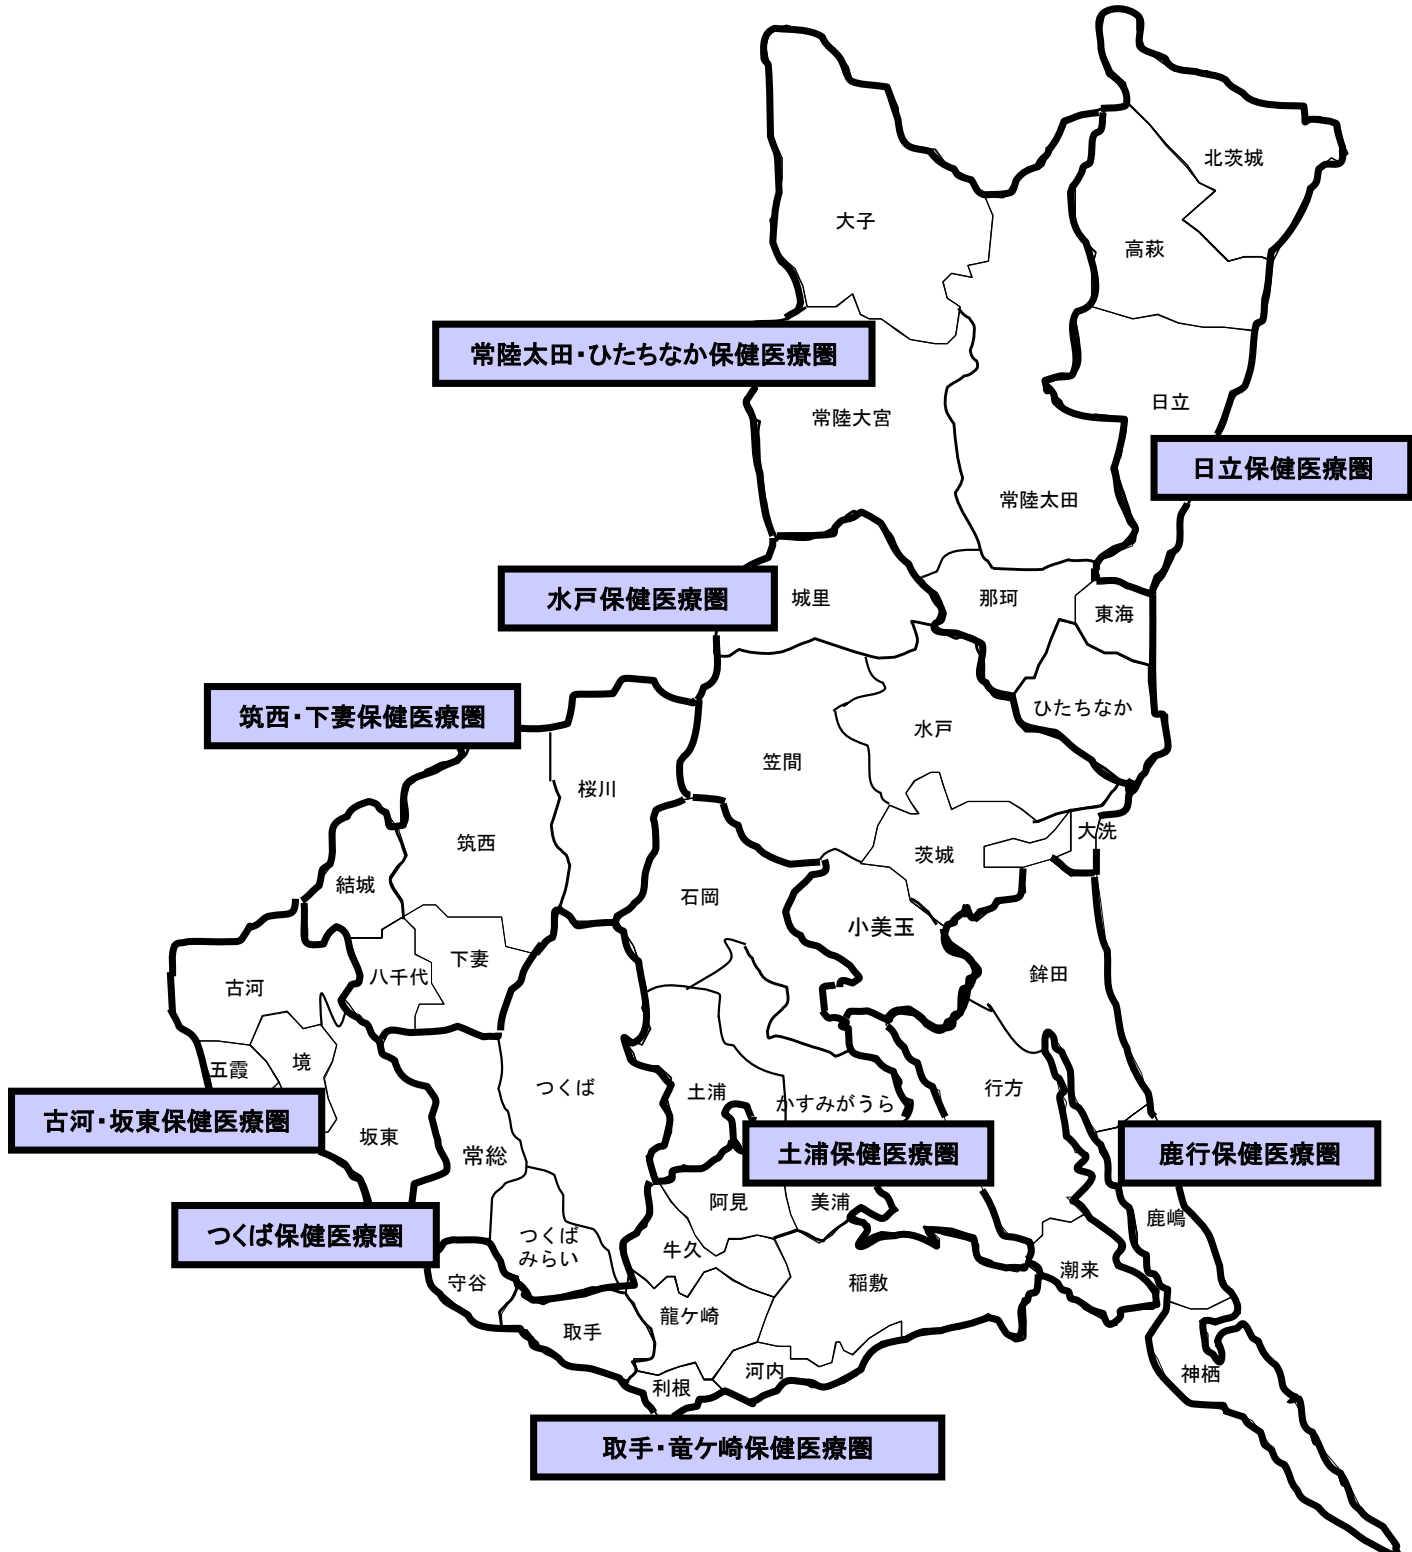 北茨城
大子
高萩
常陸太田・ひたちなか保健医療圏
日立
常陸大宮
日立保健医療圏
常陸太田
水戸保健医療圏
城里
那珂
東海
筑西・下妻保健医療圏
ひたちなか
水戸
笠間
桜川
大洗
筑西
茨城
結城
石岡
小美玉
下妻
八千代
鉾田
古河
境
五霞
つくば
行方
土浦
かすみがうら
古河・坂東保健医療圏
坂東
常総
土浦保健医療圏
鹿行保健医療圏
阿見
美浦
鹿嶋
つくば保健医療圏
つくば
みらい
牛久
潮来
守谷
稲敷
龍ケ崎
取手
河内
神栖
利根
取手・竜ケ崎保健医療圏